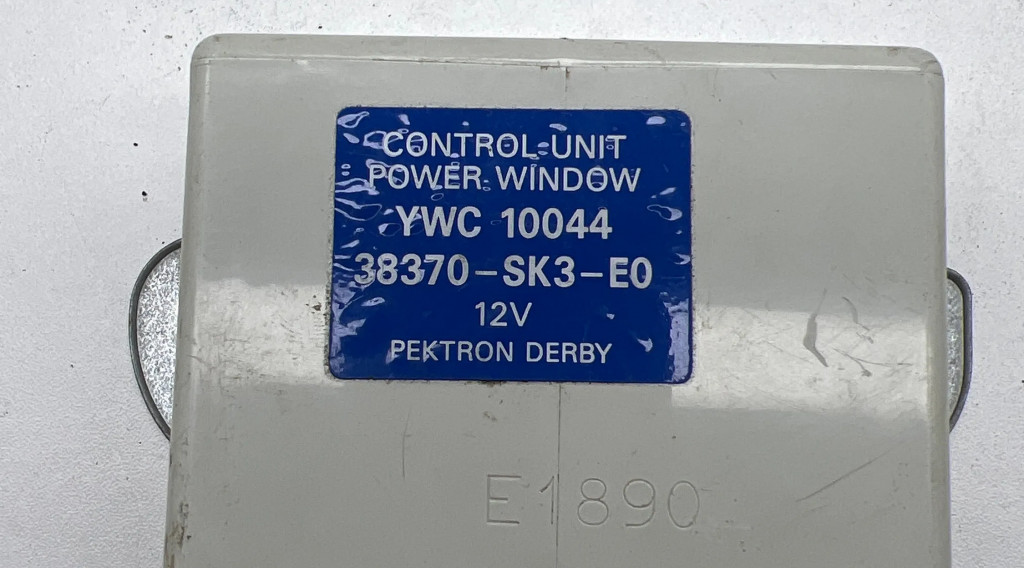 CONTROL UNIT
POWER WINDOW
YWC 10044
38370-SK3-E0
12V
PEKTRON DERBY
E1890